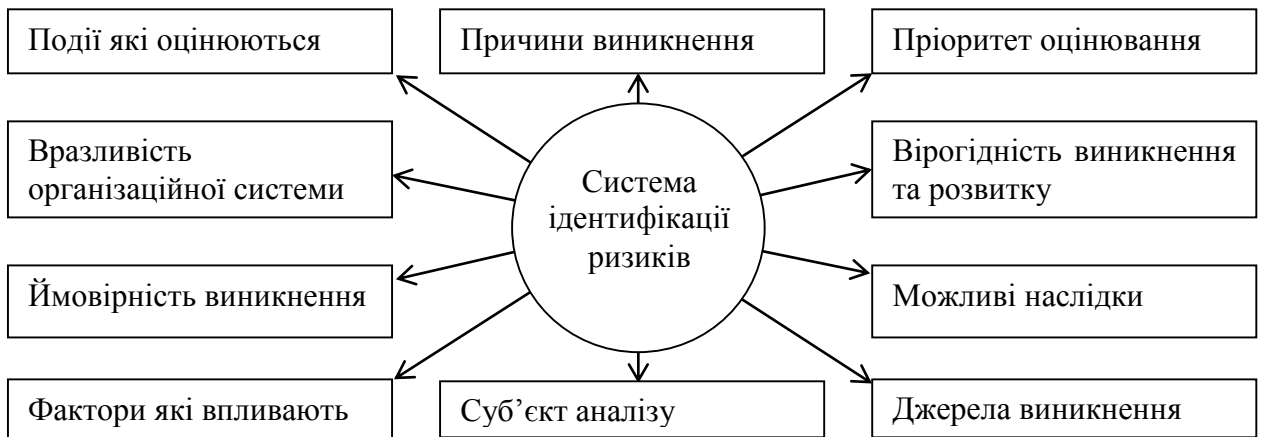 Події які оцінюються
Причини виникнення
Пріоритет оцінювання
Вразливість
організаційної системи
Система
ідентифікації
ризиків
Вірогідність виникнення
та розвитку
Ймовірність виникнення
Можливі наслідки
Фактори які впливають
Суб’єкт аналізу
Джерела виникнення